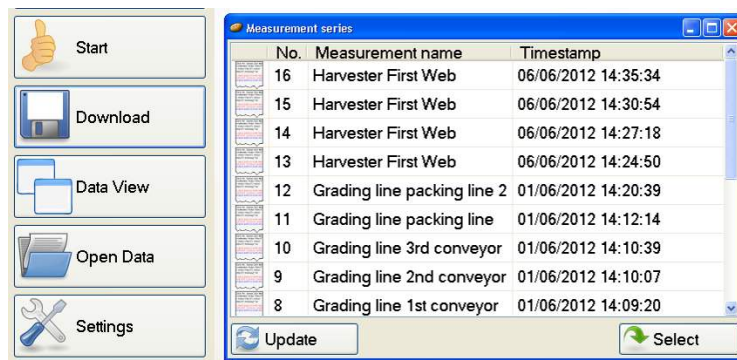 Start
Download
Data View
Open Data
Settings
Measurement series
No. Measurement name Timestamp
16 Harvester First Web 06/06/2012 14:35:34
15 Harvester First Web 06/06/2012 14:30:54
14 Harvester First Web 06/06/2012 14:27:18
13 Harvester First Web 06/06/2012 14:24:50
12 Grading line packing line 2 01/06/2012 14:20:39
11 Grading line packing line 01/06/2012 14:12:14
10 Grading line 3rd conveyor 01/06/2012 14:10:39
9 Grading line 2nd conveyor 01/06/2012 14:10:07
8 Grading line 1st conveyor 01/06/2012 14:09:20
Update Select